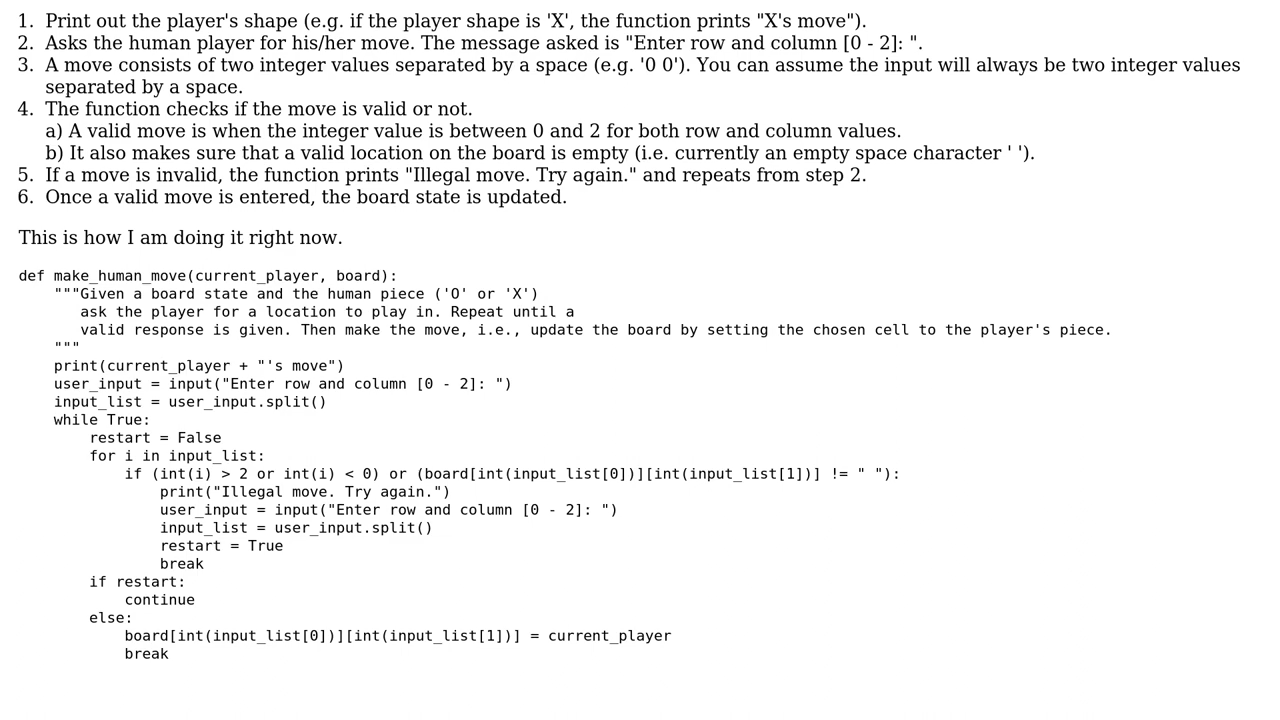 1. Print out the player's shape (e.g. if the player shape is 'X', the function prints "X's move").
2. Asks the human player for his/her move. The message asked is "Enter row and column [0 - 2]: ".
3. A move consists of two integer values separated by a space (e.g. '0 0'). You can assume the input will always be two integer values
separated by a space.
4. The function checks if the move is valid or not.
a) A valid move is when the integer value is between 0 and 2 for both row and column values.
b) It also makes sure that a valid location on the board is empty (i.e. currently an empty space character ' ').
5. If a move is invalid, the function prints "Illegal move. Try again." and repeats from step 2.
6. Once a valid move is entered, the board state is updated.
This is how I am doing it right now.
def make_human_move(current_player, board):
    """Given a board state and the human piece ('O' or 'X')
       ask the player for a location to play in. Repeat until a
       valid response is given. Then make the move, i.e., update the board by setting the chosen cell to the player's piece.
    """
    print(current_player + "'s move")
    user_input = input("Enter row and column [0 - 2]: ")
    input_list = user_input.split()
    while True:
        restart = False
        for i in input_list:
            if (int(i) > 2 or int(i) < 0) or (board[int(input_list[0])][int(input_list[1])] != " "):
                print("Illegal move. Try again.")
                user_input = input("Enter row and column [0 - 2]: ")
                input_list = user_input.split()
                restart = True
                break
        if restart:
            continue
        else:
            board[int(input_list[0])][int(input_list[1])] = current_player
            break